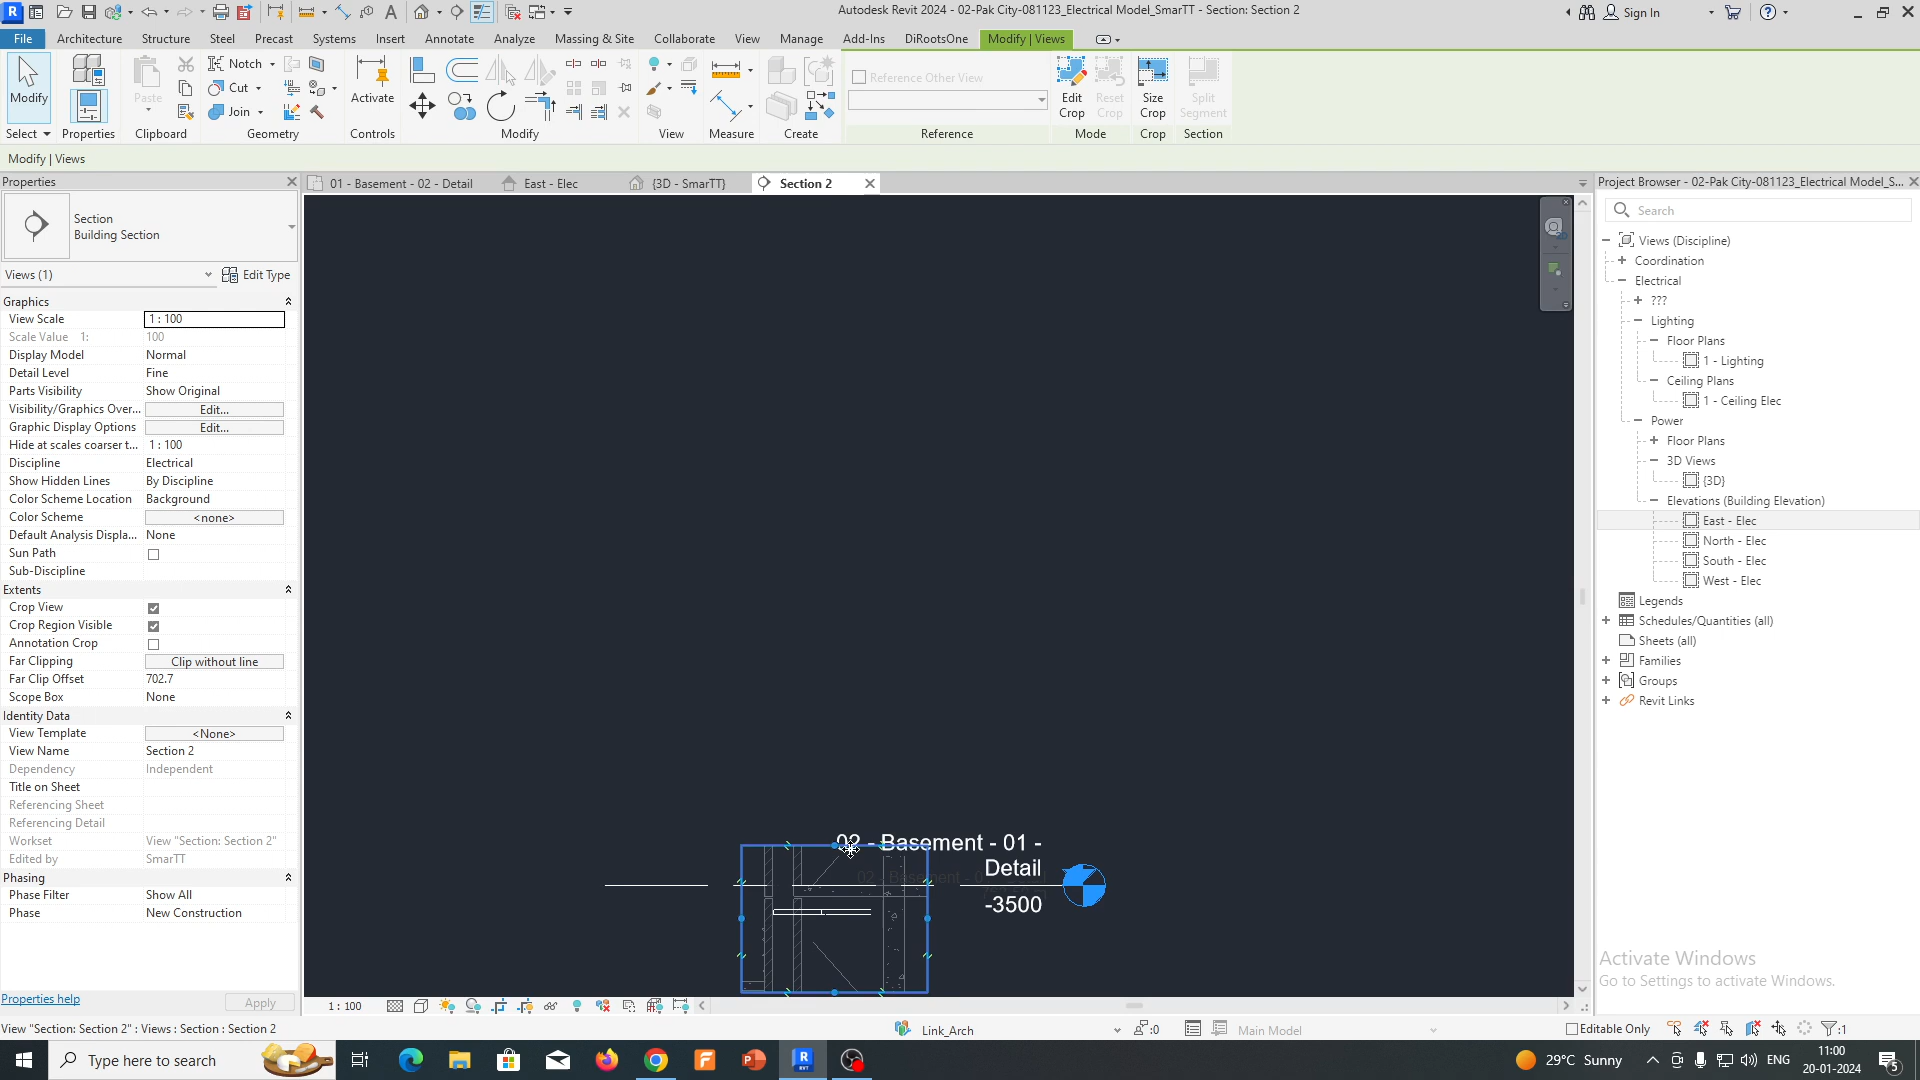 Autodesk Revit 2024 - 02-Pak City-081123_Electrical Model_SmarTT - Section: Section 2
Sign In
File
Architecture
Structure
Steel
Precast
Systems
Insert
Annotate
Analyze
Massing & Site
Collaborate
View
Manage
Add-Ins
DiRootsOne
Modify | Views
Modify
Paste
Notch
Cut
Join
Activate
Reference Other View
Edit Crop
Reset Crop
Size Crop
Split Segment
Select
Properties
Clipboard
Geometry
Controls
Modify
View
Measure
Create
Reference
Mode
Crop
Section
Modify | Views
Properties
01 - Basement - 02 - Detail
East - Elec
{3D - SmarTT}
Section 2
Project Browser - 02-Pak City-081123_Electrical Model_S...
Section
Building Section
Views (1)
Edit Type
Graphics
View Scale 1 : 100
Scale Value 1: 100
Display Model Normal
Detail Level Fine
Parts Visibility Show Original
Visibility/Graphics Over... Edit...
Graphic Display Options Edit...
Hide at scales coarser t... 1 : 100
Discipline Electrical
Show Hidden Lines By Discipline
Color Scheme Location Background
Color Scheme <none>
Default Analysis Displa... None
Sun Path
Sub-Discipline
Extents
Crop View
Crop Region Visible
Annotation Crop
Far Clipping Clip without line
Far Clip Offset 702.7
Scope Box None
Identity Data
View Template <None>
View Name Section 2
Dependency Independent
Title on Sheet
Referencing Sheet
Referencing Detail
Workset View "Section: Section 2"
Edited by SmarTT
Phasing
Phase Filter Show All
Phase New Construction
Properties help
Apply
2D
02 - Basement - 01 -
Detail
-3500
Search
Views (Discipline)
Coordination
Electrical
???
Lighting
Floor Plans
1 - Lighting
Ceiling Plans
1 - Ceiling Elec
Power
Floor Plans
3D Views
{3D}
Elevations (Building Elevation)
East - Elec
North - Elec
South - Elec
West - Elec
Legends
Schedules/Quantities (all)
Sheets (all)
Families
Groups
Revit Links
Activate Windows
Go to Settings to activate Windows.
1 : 100
View "Section: Section 2" : Views : Section : Section 2
Link_Arch
:0
Main Model
Editable Only
:1
Type here to search
29°C Sunny
ENG
11:00
20-01-2024
5